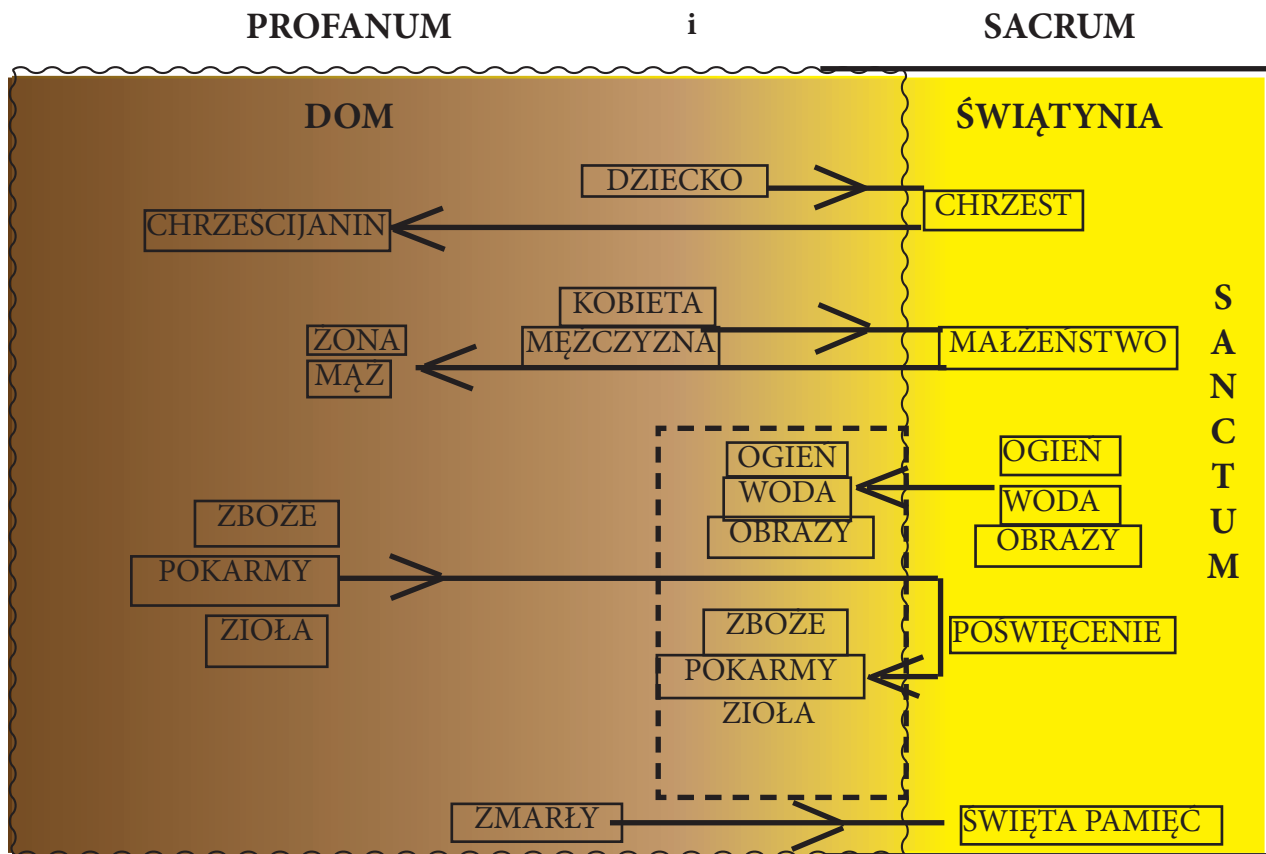 PROFANUM i SACRUM
DOM ŚWIĄTYNIA
DZIECKO
CHRZEST
CHRZEŚCIJANIN
KOBIETA
MĘŻCZYZNA
MAŁŻEŃSTWO
ŻONA
MĄŻ
SANCTUM
OGIEŃ
WODA
OBRAZY
OGIEŃ
WODA
OBRAZY
ZBOŻE
POKARMY
ZIOŁA
POŚWIĘCENIE
ZBOŻE
POKARMY
ZIOŁA
ZMARŁY
ŚWIĘTA PAMIĘĆ